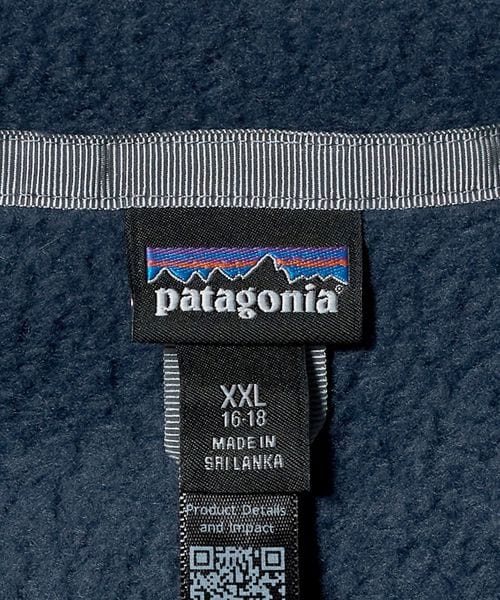 patagonia®
XXL
16-18
MADE IN
SRI LANKA
Product Details
and Impact